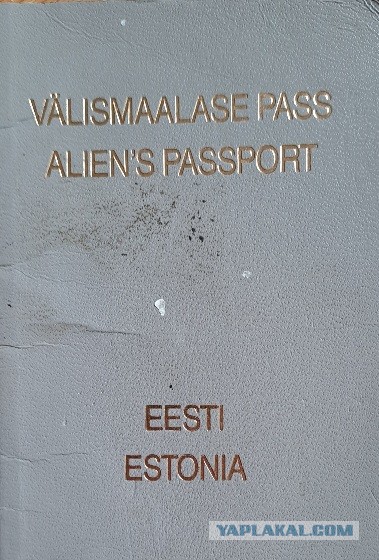 VÄLISMAALASE PASS
ALIEN'S PASSPORT
EESTI
ESTONIA
YAPLAKAL.COM